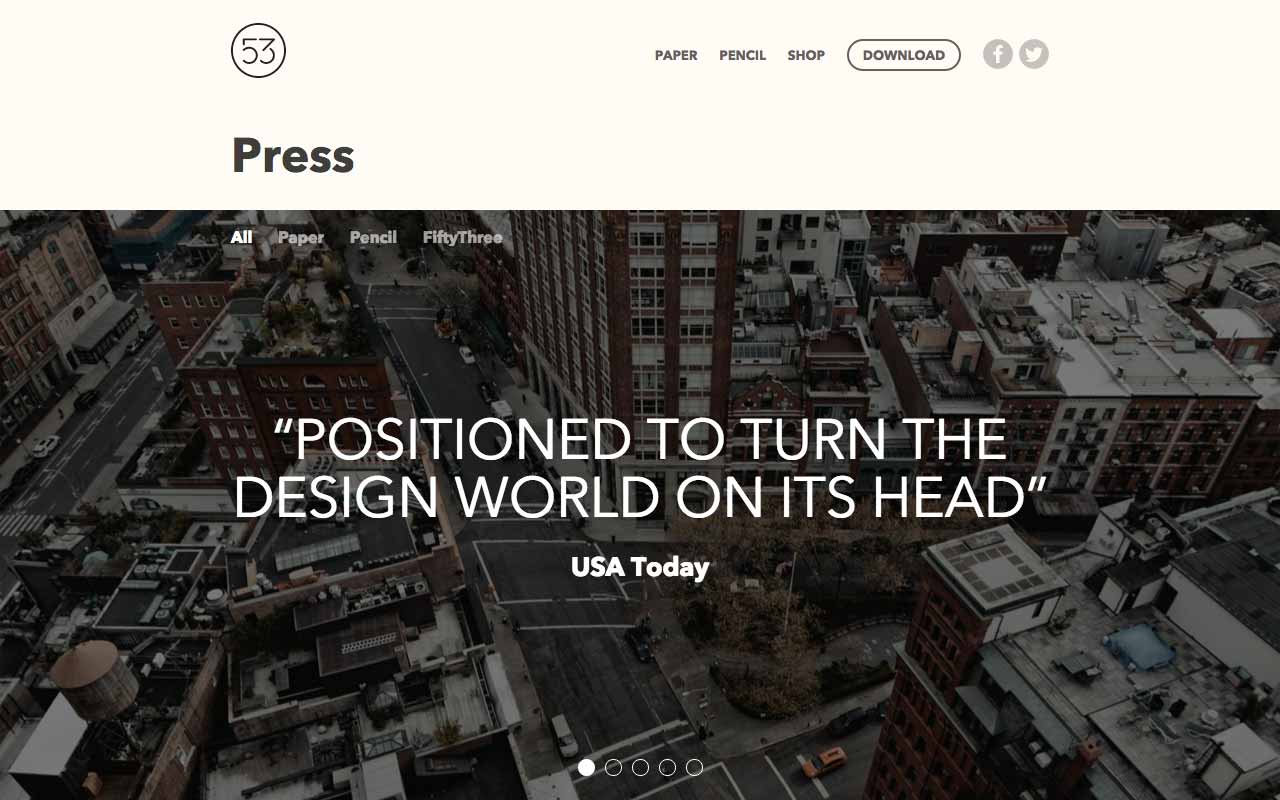 53
PAPER PENCIL SHOP DOWNLOAD
Press
All Paper Pencil FiftyThree
“POSITIONED TO TURN THE
DESIGN WORLD ON ITS HEAD”
USA Today